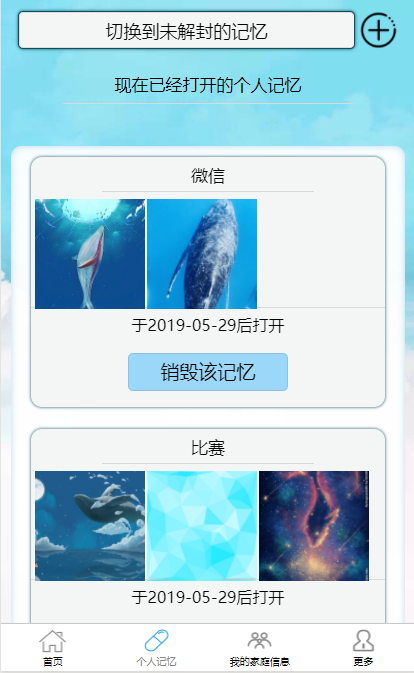 切换到未解封的记忆
现在已经打开的个人记忆
微信
于2019-05-29后打开
销毁该记忆
比赛
于2019-05-29后打开
首页
个人记忆
我的家庭信息
更多